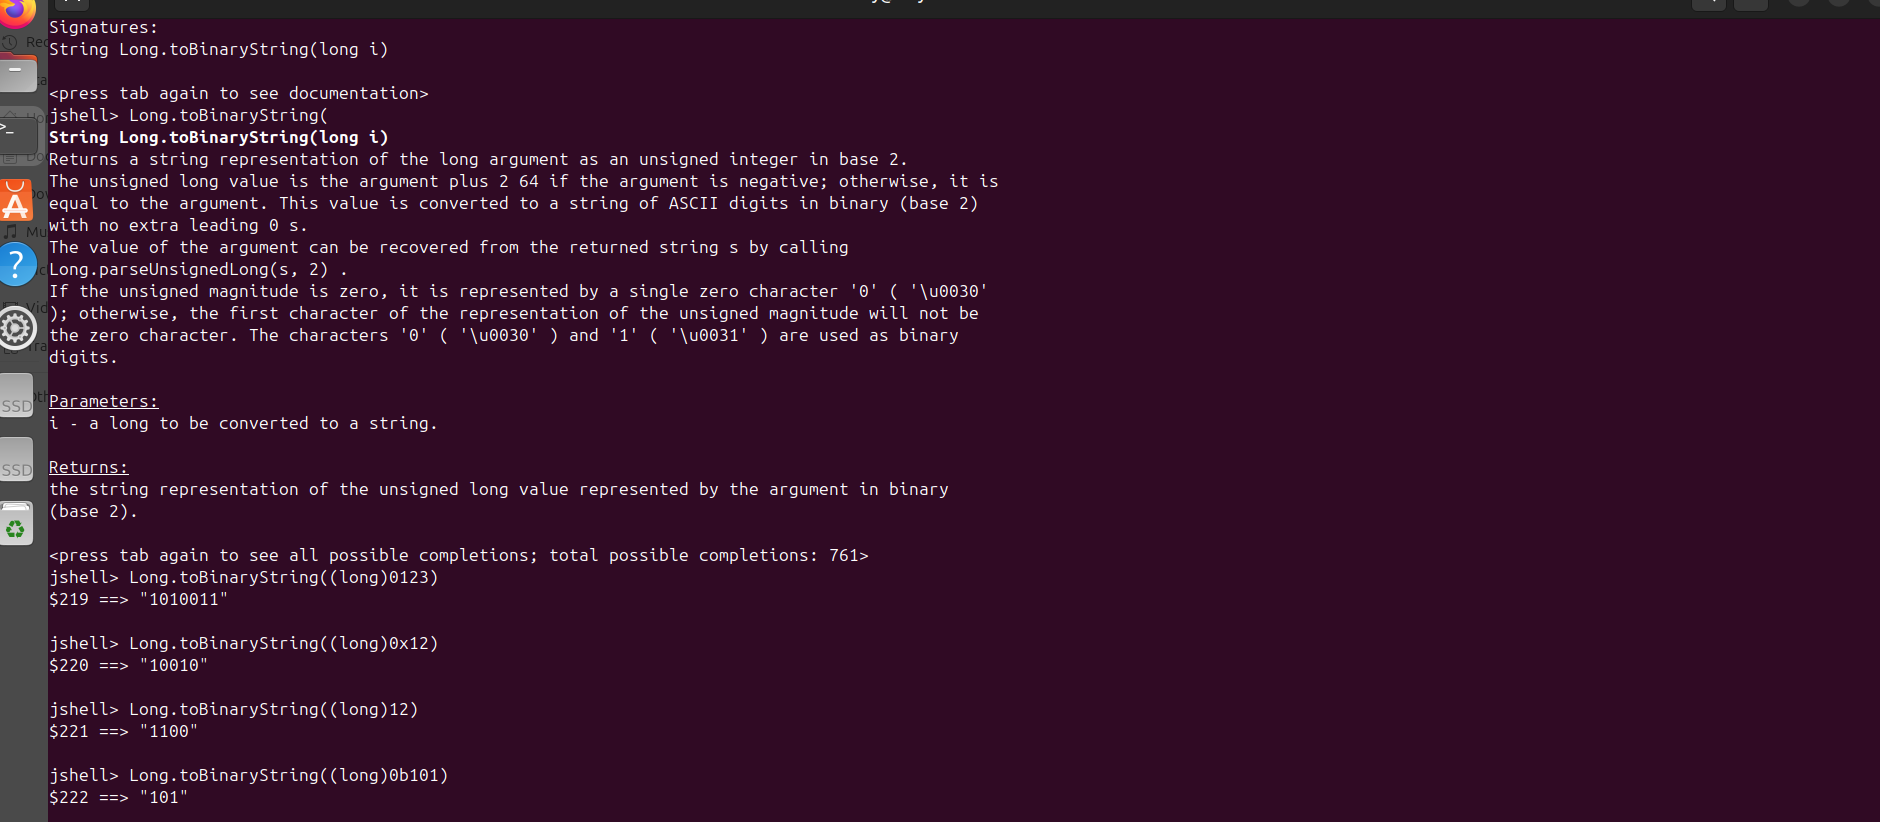 Signatures:
String Long.toBinaryString(long i)
<press tab again to see documentation>
jshell> Long.toBinaryString(
String Long.toBinaryString(long i)
Returns a string representation of the long argument as an unsigned integer in base 2.
The unsigned long value is the argument plus 2 64 if the argument is negative; otherwise, it is
equal to the argument. This value is converted to a string of ASCII digits in binary (base 2)
with no extra leading 0 s.
The value of the argument can be recovered from the returned string s by calling
Long.parseUnsignedLong(s, 2) .
If the unsigned magnitude is zero, it is represented by a single zero character '0' ( '\u0030'
); otherwise, the first character of the representation of the unsigned magnitude will not be
the zero character. The characters '0' ( '\u0030' ) and '1' ( '\u0031' ) are used as binary
digits.
Parameters:
i - a long to be converted to a string.
Returns:
the string representation of the unsigned long value represented by the argument in binary
(base 2).
<press tab again to see all possible completions; total possible completions: 761>
jshell> Long.toBinaryString((long)0123)
$219 ==> "1010011"
jshell> Long.toBinaryString((long)0x12)
$220 ==> "10010"
jshell> Long.toBinaryString((long)12)
$221 ==> "1100"
jshell> Long.toBinaryString((long)0b101)
$222 ==> "101"
SSD
SSD